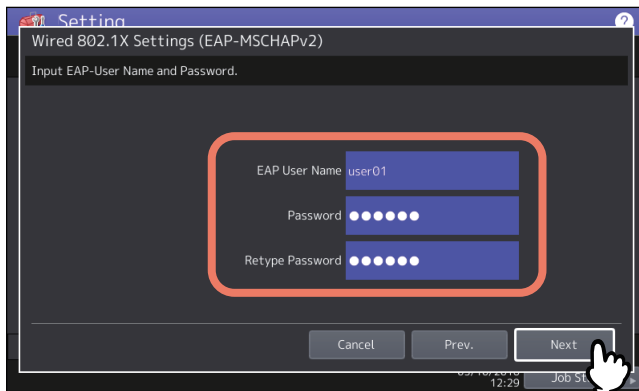 Setting
?
Wired 802.1X Settings (EAP-MSCHAPv2)
Input EAP-User Name and Password.
EAP User Name user01
Password ●●●●●●
Retype Password ●●●●●●
Cancel Prev. Next
12:29 Job St